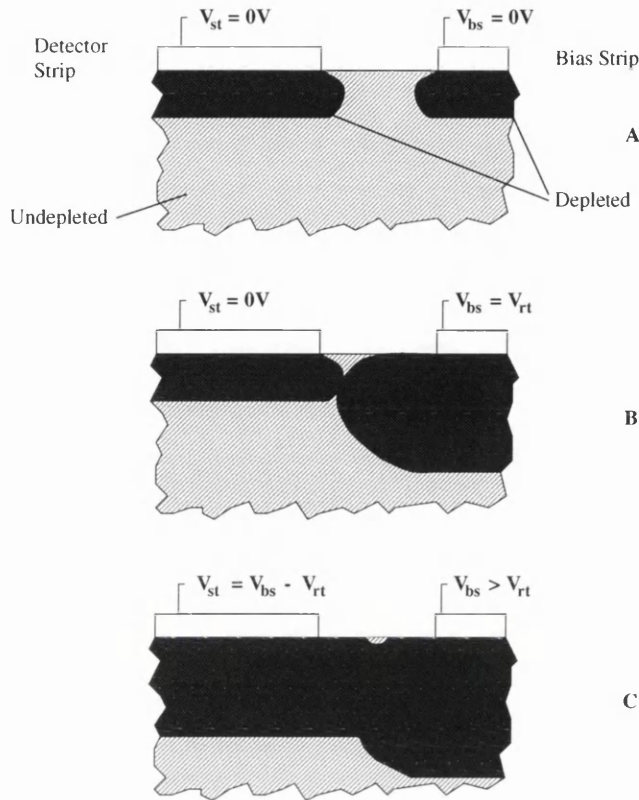 V_st = 0V
V_bs = 0V
Detector
Strip
Bias Strip
A
Undepleted
Depleted
V_st = 0V
V_bs = V_rt
B
V_st = V_bs - V_rt
V_bs > V_rt
C